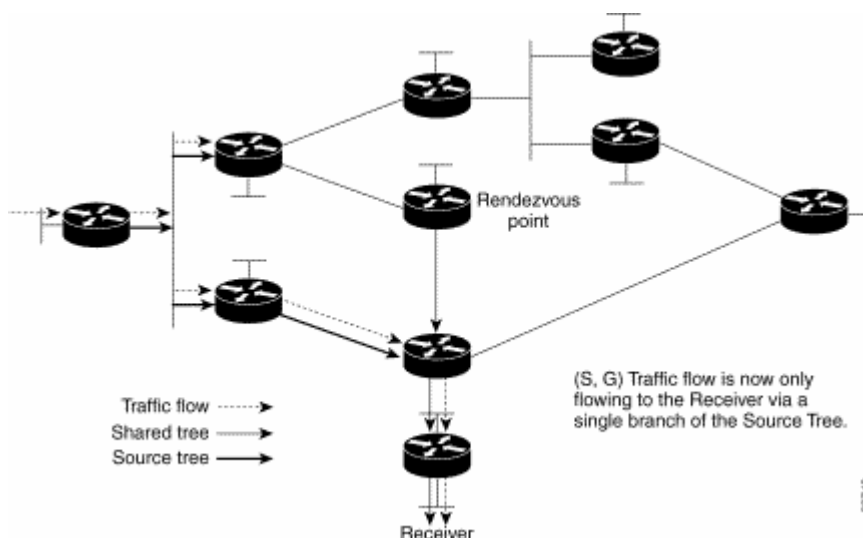 Rendezvous
point
(S, G) Traffic flow is now only
flowing to the Receiver via a
single branch of the Source Tree.
Traffic flow
Shared tree
Source tree
Receiver